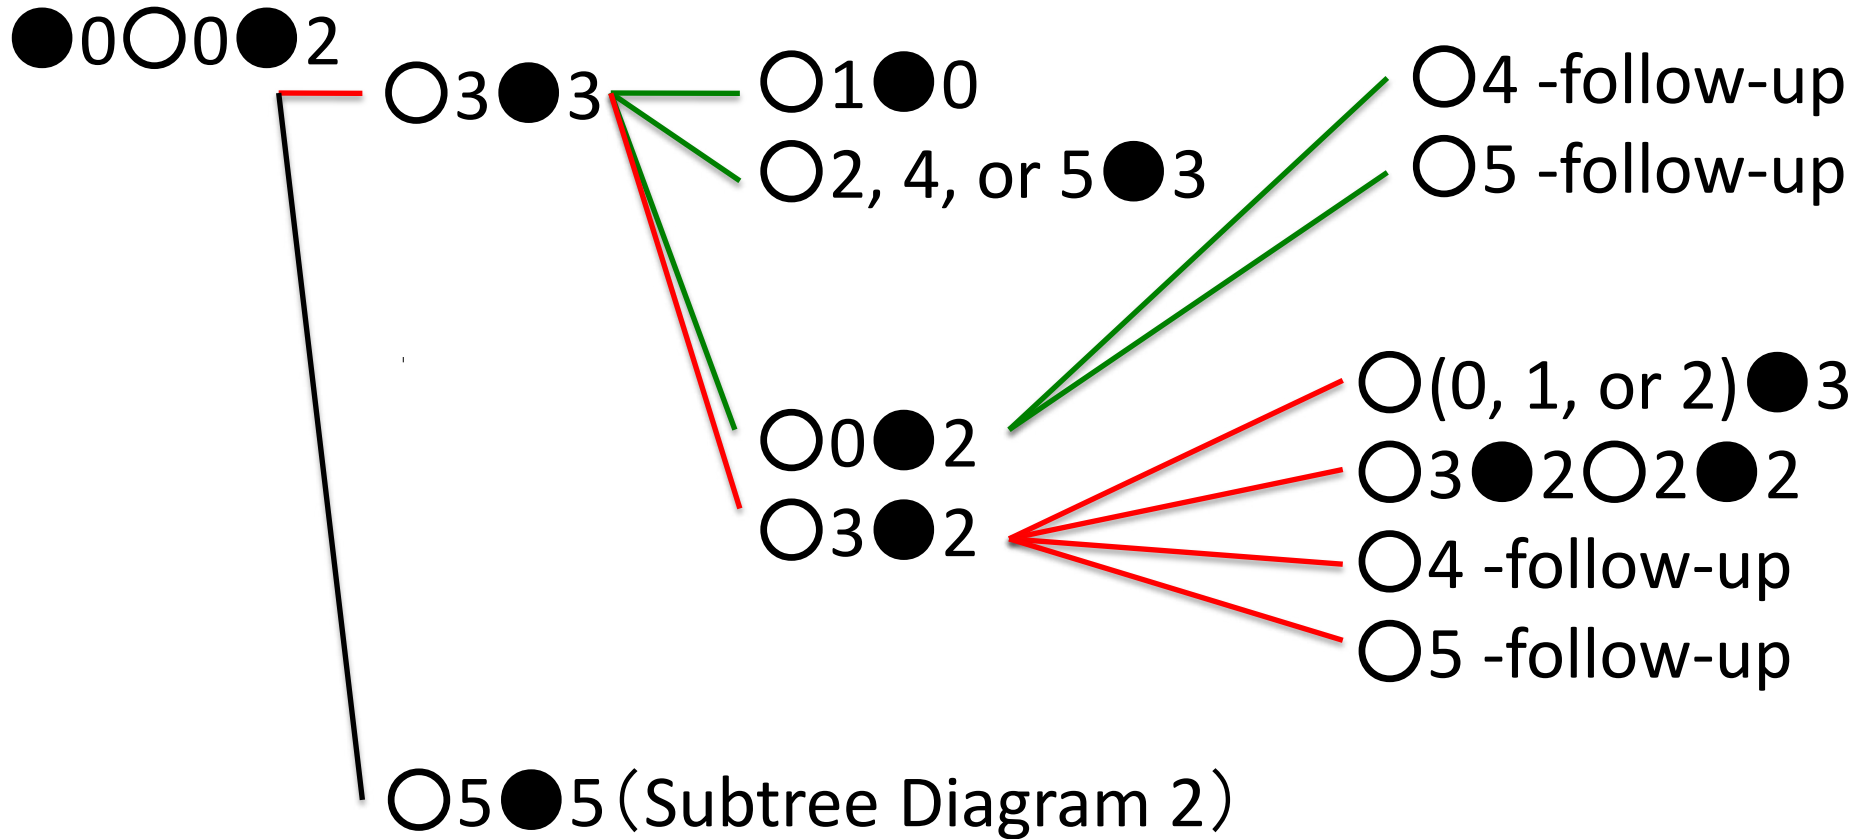 ●0○0●2
○3●3
○1●0
○2, 4, or 5●3
○4 -follow-up
○5 -follow-up
○0●2
○3●2
○(0, 1, or 2)●3
○3●2○2●2
○4 -follow-up
○5 -follow-up
○5●5（Subtree Diagram 2）